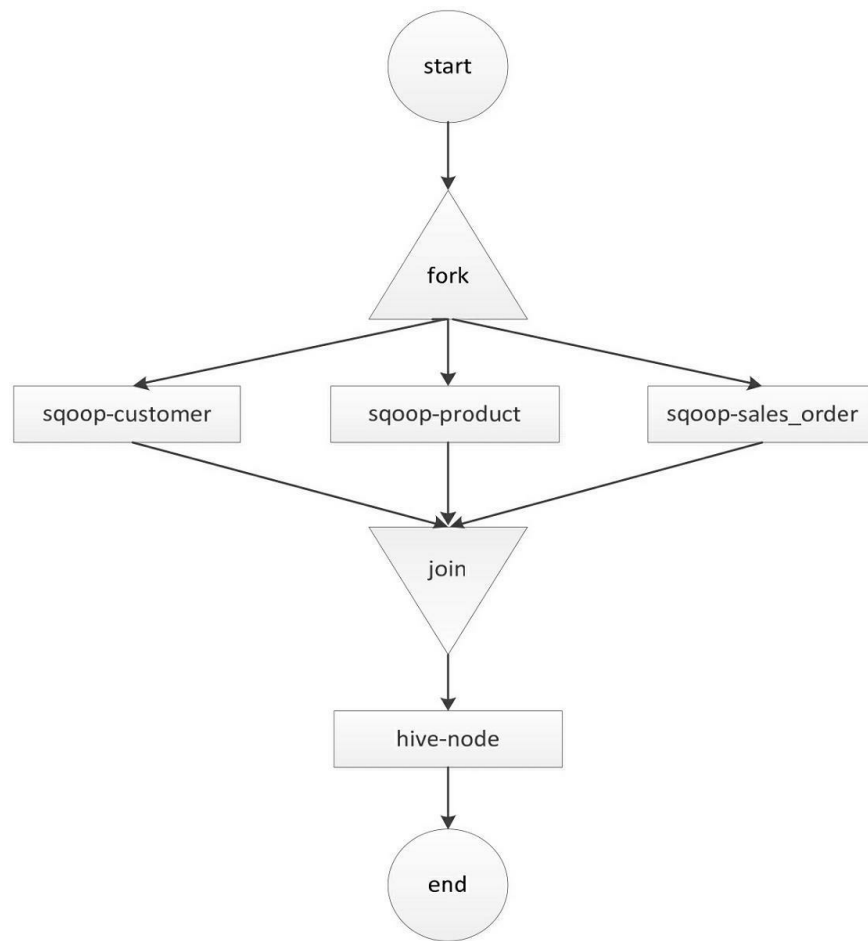 start
fork
sqoop-customer
sqoop-product
sqoop-sales_order
join
hive-node
end